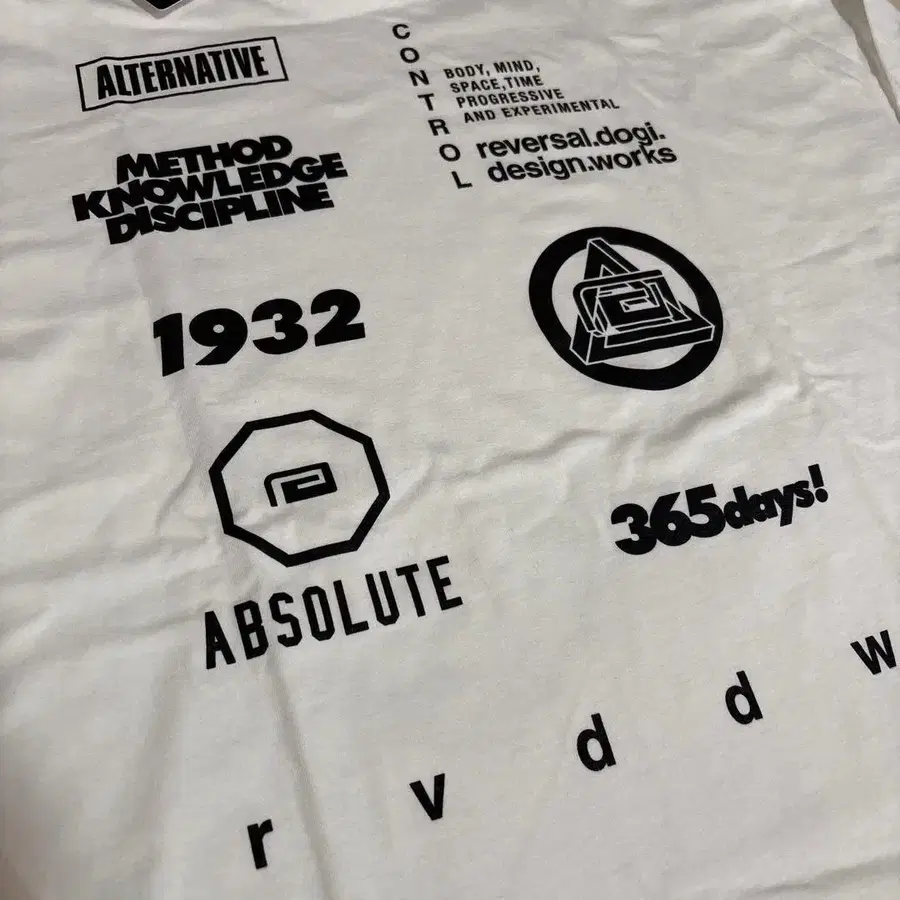 ALTERNATIVE
METHOD
KNOWLEDGE
DISCIPLINE
CONTROL
BODY, MIND,
SPACE,TIME
PROGRESSIVE
AND EXPERIMENTAL
reversal.dogi.
design.works
1932
ABSOLUTE
365days!
r v d d w